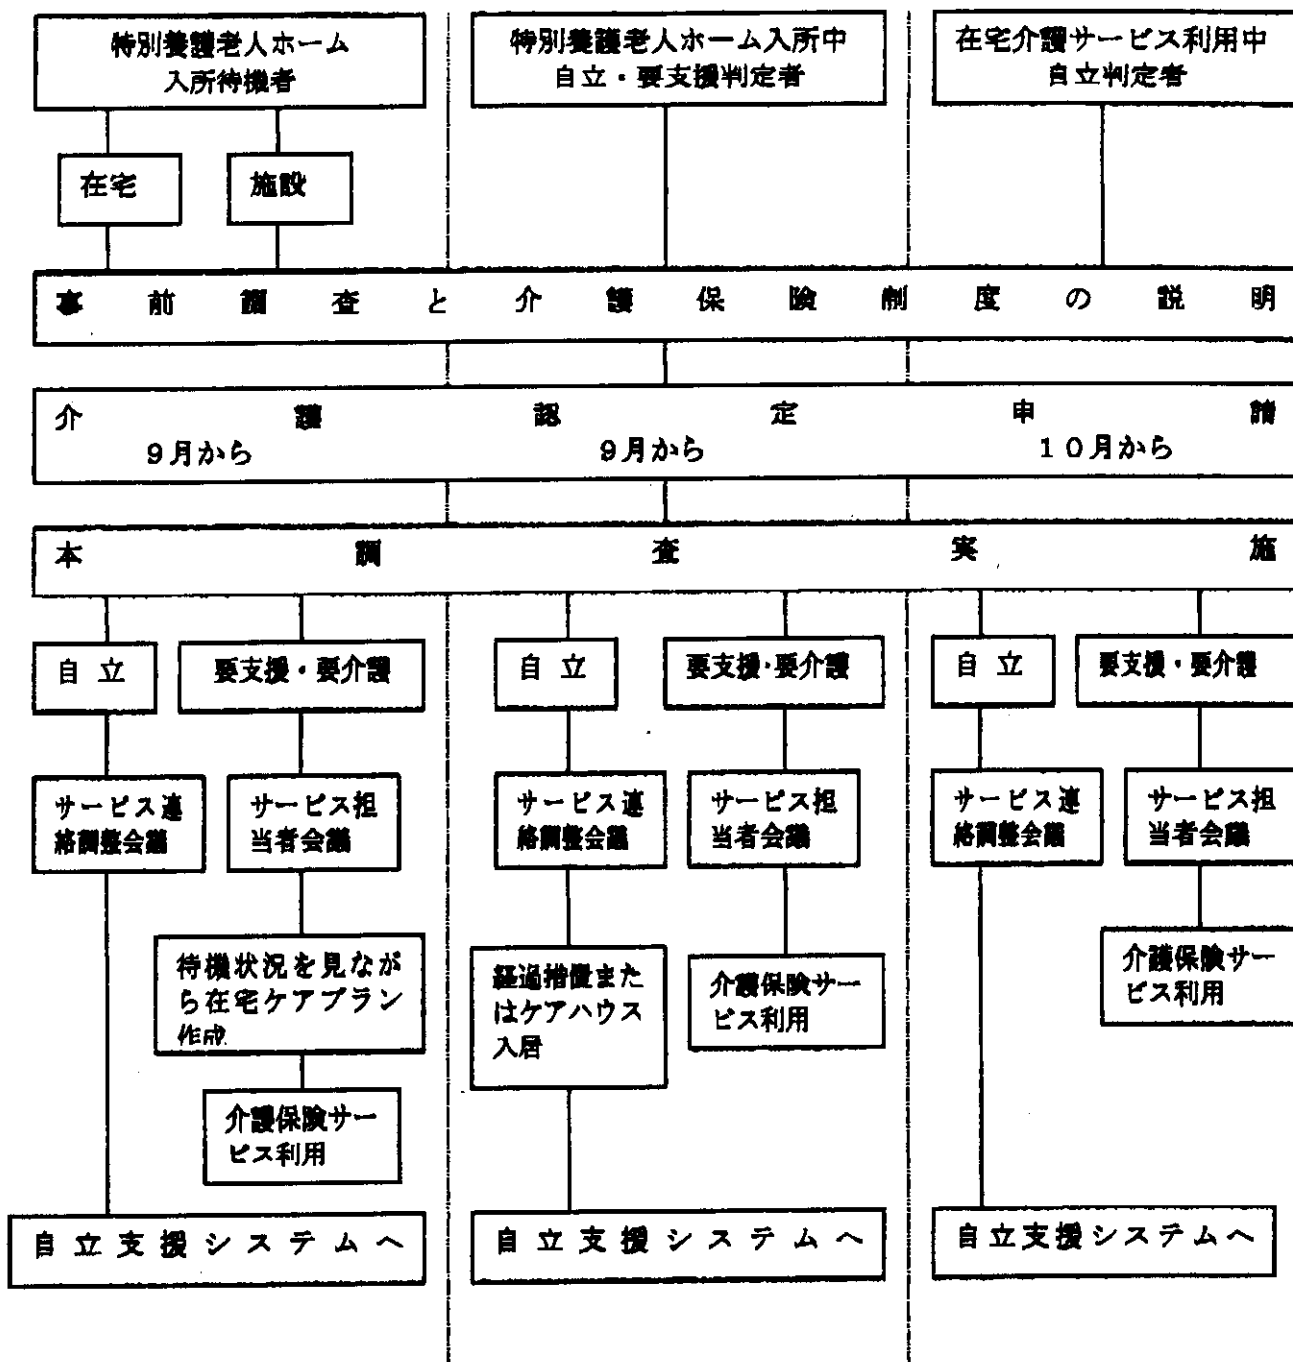 特別養護老人ホーム
入所待機者
特別養護老人ホーム入所中
自立・要支援判定者
在宅介護サービス利用中
自立判定者
在宅
施設
事前調査と介護保険制度の説明
介護認定申請
9月から
9月から
10月から
本調査実施
自立
要支援・要介護
自立
要支援・要介護
自立
要支援・要介護
サービス連
絡調整会議
サービス担
当者会議
サービス連
絡調整会議
サービス担
当者会議
サービス連
絡調整会議
サービス担
当者会議
待機状況を見なが
ら在宅ケアプラン
作成
経過措置また
はケアハウス
入居
介護保険サー
ビス利用
介護保険サー
ビス利用
介護保険サー
ビス利用
自立支援システムへ
自立支援システムへ
自立支援システムへ